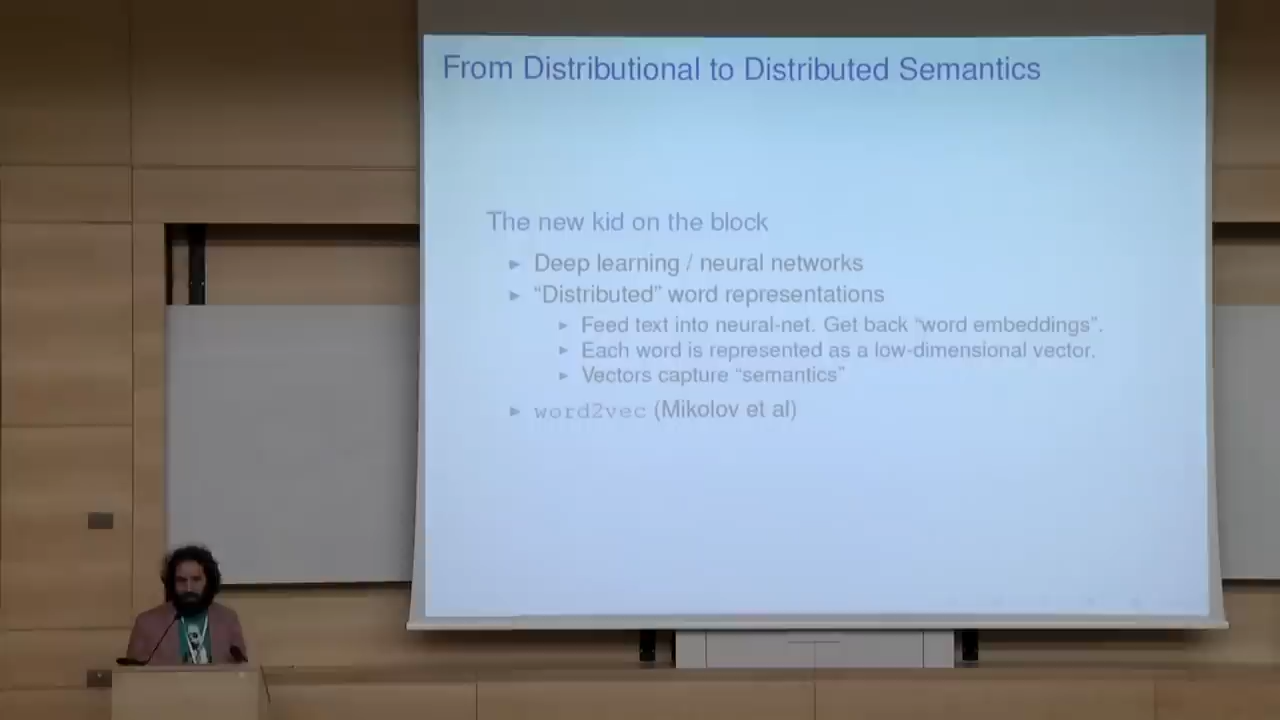 From Distributional to Distributed Semantics
The new kid on the block
► Deep learning / neural networks
► “Distributed” word representations
► Feed text into neural-net. Get back “word embeddings”.
► Each word is represented as a low-dimensional vector.
► Vectors capture “semantics”
► word2vec (Mikolov et al)